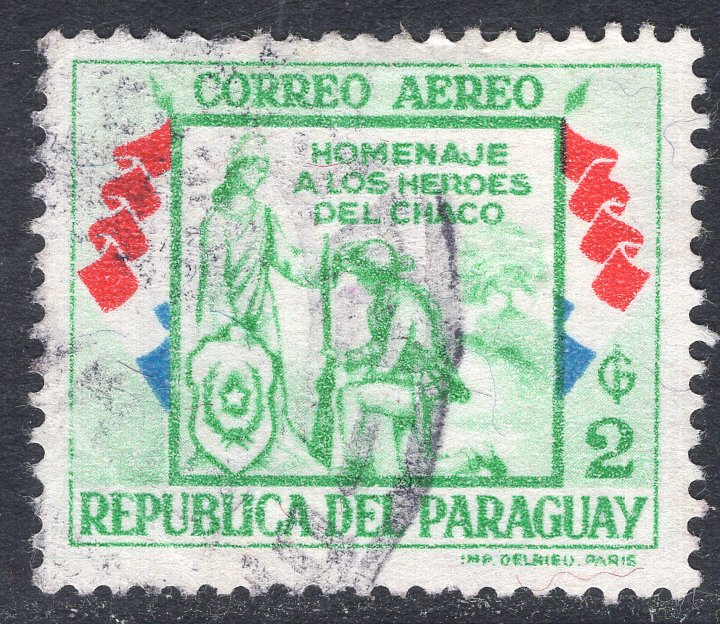 CORREO AEREO
HOMENAJE
A LOS HEROES
DEL CHACO
₲
2
REPUBLICA DEL PARAGUAY
IMP. DELRIEU. PARIS